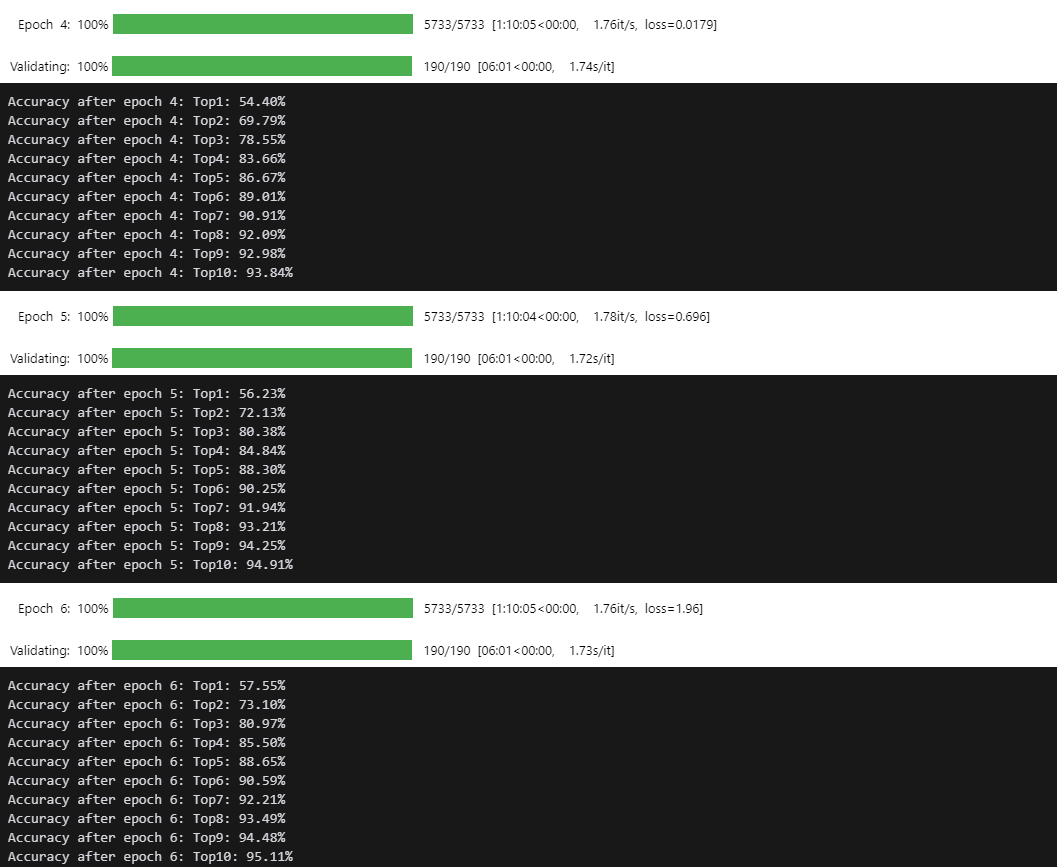 Epoch 4: 100% 5733/5733 [1:10:05<00:00, 1.76it/s, loss=0.0179]
Validating: 100% 190/190 [06:01<00:00, 1.74s/it]
Accuracy after epoch 4: Top1: 54.40%
Accuracy after epoch 4: Top2: 69.79%
Accuracy after epoch 4: Top3: 78.55%
Accuracy after epoch 4: Top4: 83.66%
Accuracy after epoch 4: Top5: 86.67%
Accuracy after epoch 4: Top6: 89.01%
Accuracy after epoch 4: Top7: 90.91%
Accuracy after epoch 4: Top8: 92.09%
Accuracy after epoch 4: Top9: 92.98%
Accuracy after epoch 4: Top10: 93.84%
Epoch 5: 100% 5733/5733 [1:10:04<00:00, 1.78it/s, loss=0.696]
Validating: 100% 190/190 [06:01<00:00, 1.72s/it]
Accuracy after epoch 5: Top1: 56.23%
Accuracy after epoch 5: Top2: 72.13%
Accuracy after epoch 5: Top3: 80.38%
Accuracy after epoch 5: Top4: 84.84%
Accuracy after epoch 5: Top5: 88.30%
Accuracy after epoch 5: Top6: 90.25%
Accuracy after epoch 5: Top7: 91.94%
Accuracy after epoch 5: Top8: 93.21%
Accuracy after epoch 5: Top9: 94.25%
Accuracy after epoch 5: Top10: 94.91%
Epoch 6: 100% 5733/5733 [1:10:05<00:00, 1.76it/s, loss=1.96]
Validating: 100% 190/190 [06:01<00:00, 1.73s/it]
Accuracy after epoch 6: Top1: 57.55%
Accuracy after epoch 6: Top2: 73.10%
Accuracy after epoch 6: Top3: 80.97%
Accuracy after epoch 6: Top4: 85.50%
Accuracy after epoch 6: Top5: 88.65%
Accuracy after epoch 6: Top6: 90.59%
Accuracy after epoch 6: Top7: 92.21%
Accuracy after epoch 6: Top8: 93.49%
Accuracy after epoch 6: Top9: 94.48%
Accuracy after epoch 6: Top10: 95.11%